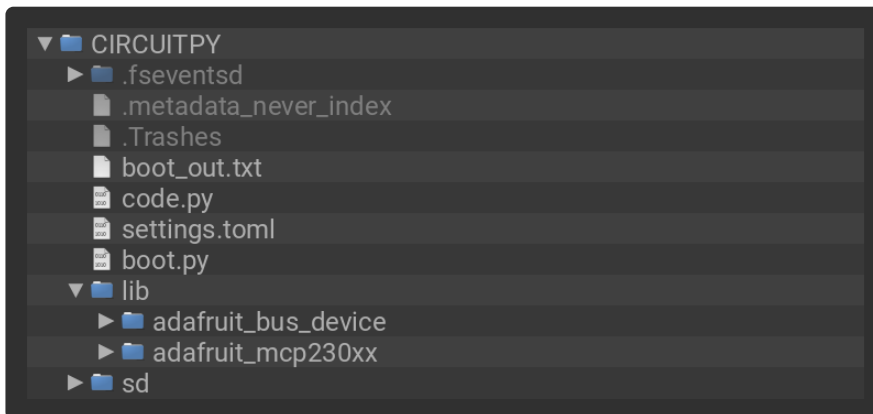 CIRCUITPY
.fseventsd
.metadata_never_index
.Trashes
boot_out.txt
code.py
settings.toml
boot.py
lib
adafruit_bus_device
adafruit_mcp230xx
sd